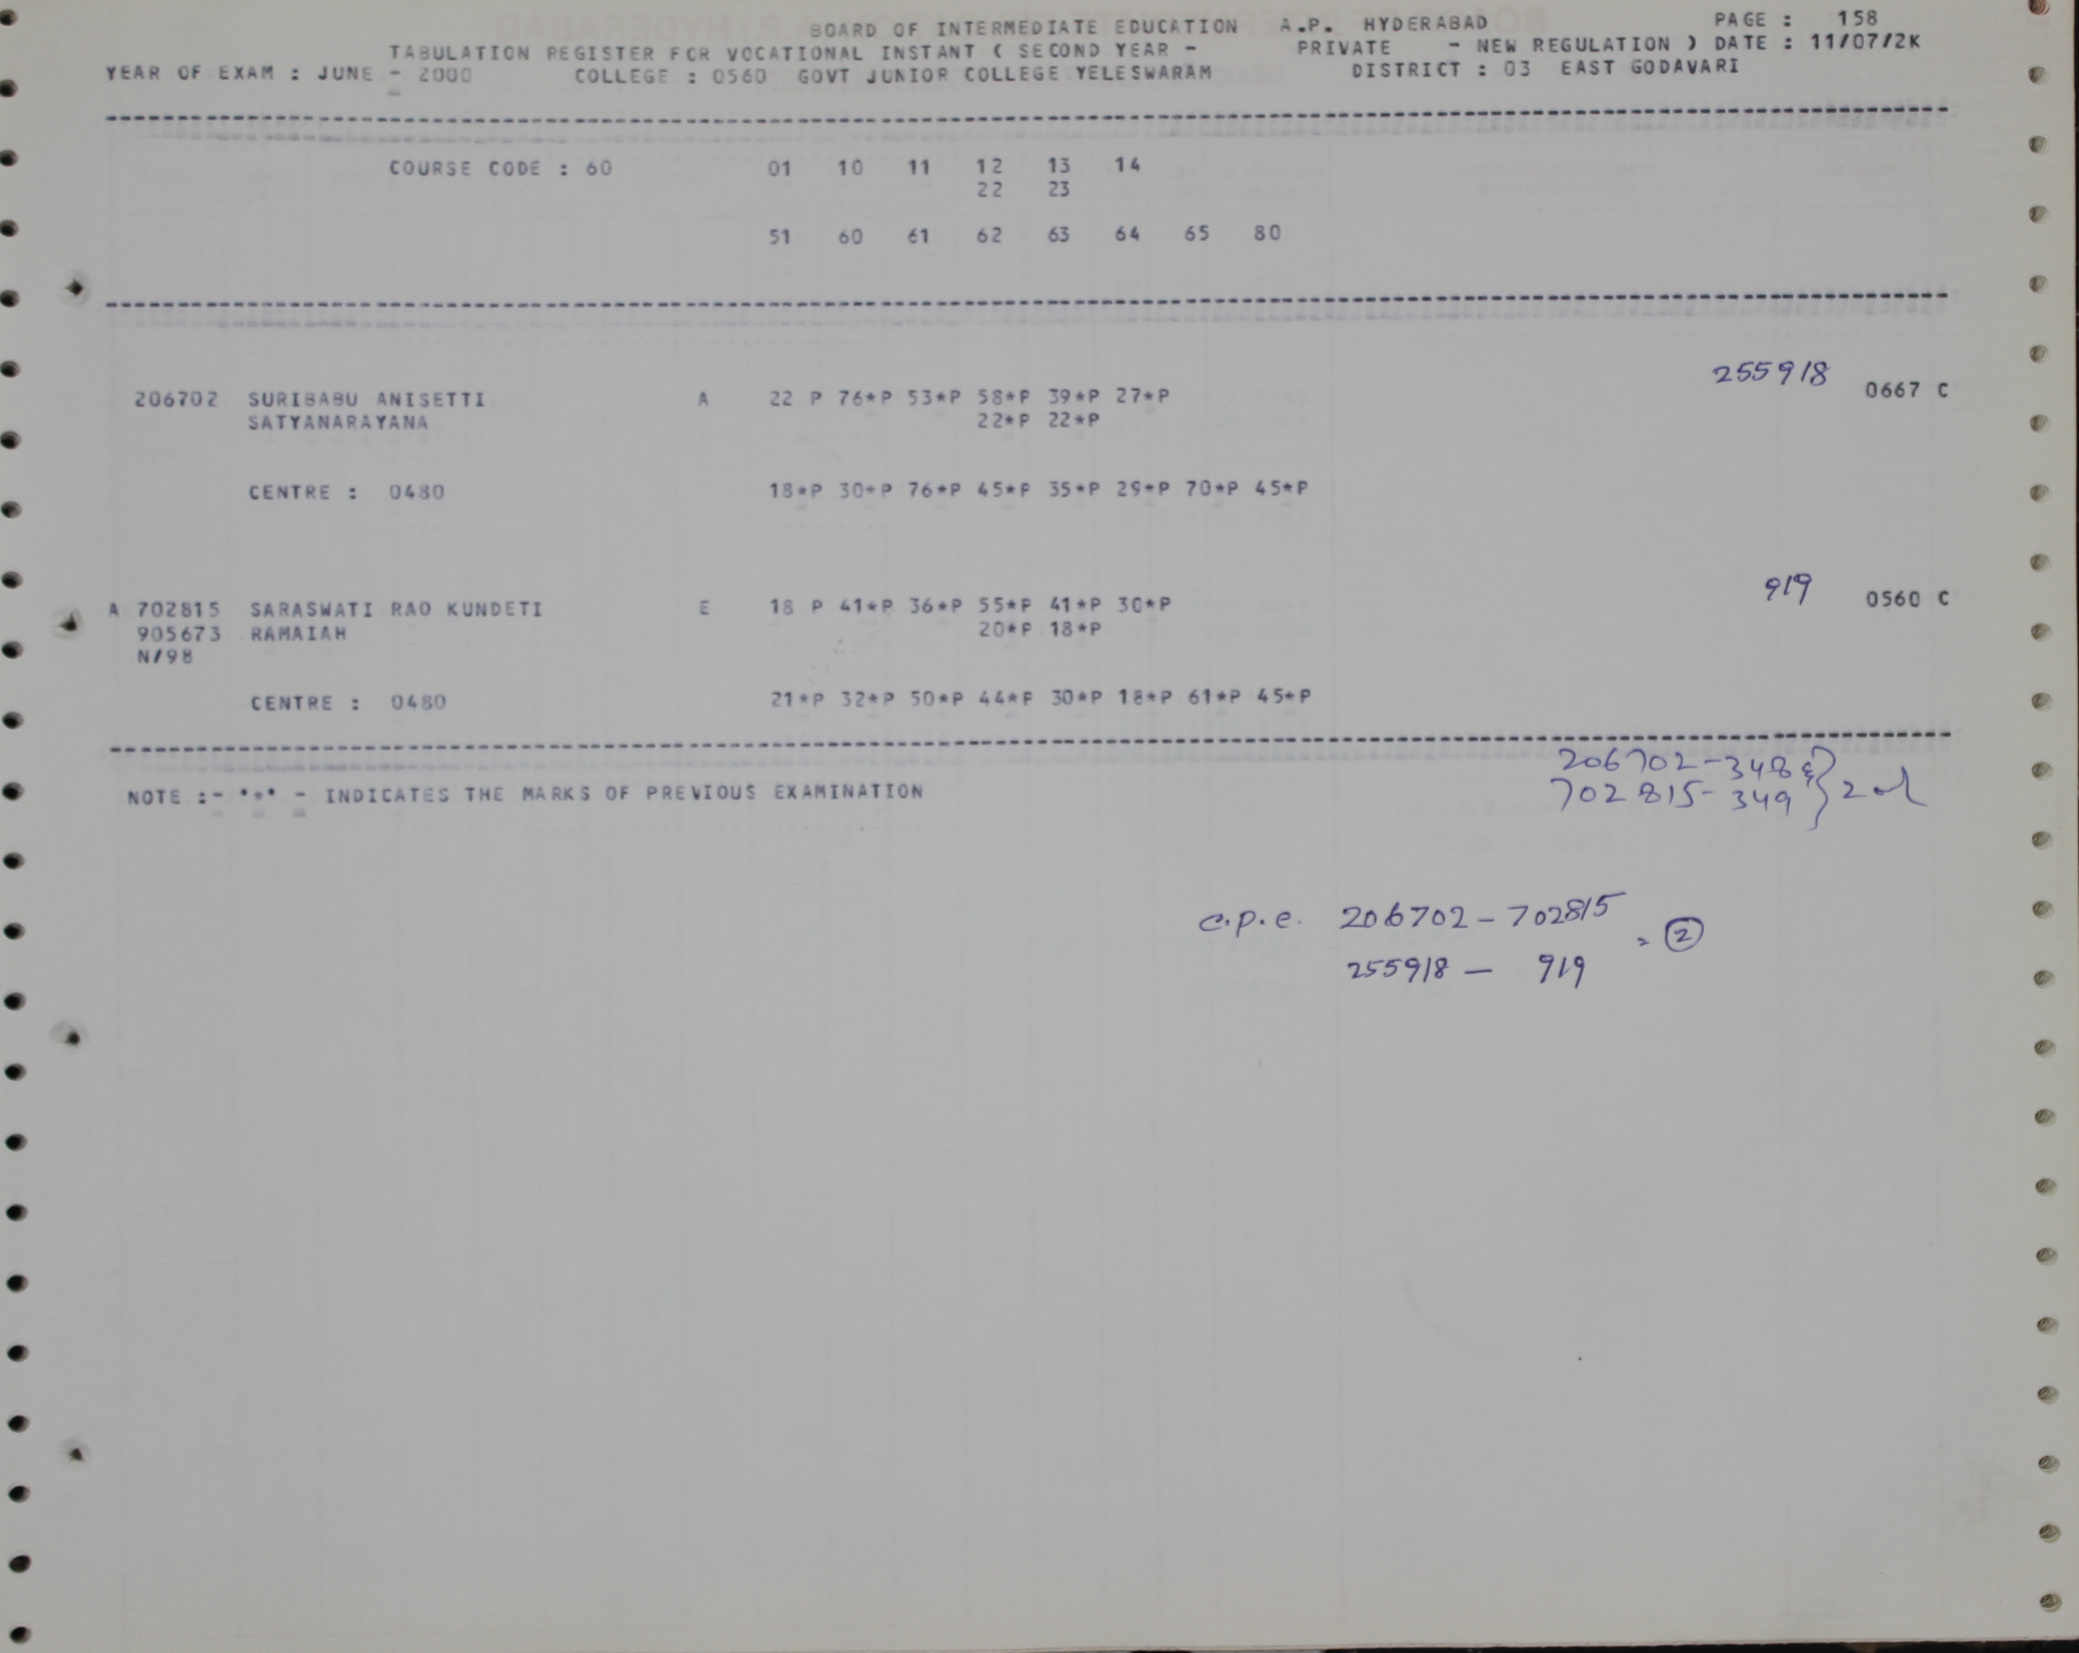 BOARD OF INTERMEDIATE EDUCATION A.P. HYDERABAD PAGE : 158
TABULATION REGISTER FOR VOCATIONAL INSTANT ( SECOND YEAR - PRIVATE - NEW REGULATION ) DATE : 11/07/2K
YEAR OF EXAM : JUNE - 2000 COLLEGE : 0560 GOVT JUNIOR COLLEGE YELESWARAM DISTRICT : 03 EAST GODAVARI
COURSE CODE : 60 01 10 11 12 13 14
22 23
51 60 61 62 63 64 65 80
255918
206702 SURIBABU ANISETTI A 22 P 76*P 53*P 58*P 39*P 27*P 0667 C
SATYANARAYANA 22*P 22*P
CENTRE : 0480 18*P 30*P 76*P 45*P 35*P 29*P 70*P 45*P
919
A 702815 SARASWATI RAO KUNDETI E 18 P 41*P 36*P 55*P 41*P 30*P 0560 C
905673 RAMAIAH 20*P 18*P
N/98
CENTRE : 0480 21*P 32*P 50*P 44*P 30*P 18*P 61*P 45*P
206702-348 &
702815-349 } 2
NOTE :- '*' - INDICATES THE MARKS OF PREVIOUS EXAMINATION
c.p.e. 206702-702815
= 2
255918 - 919